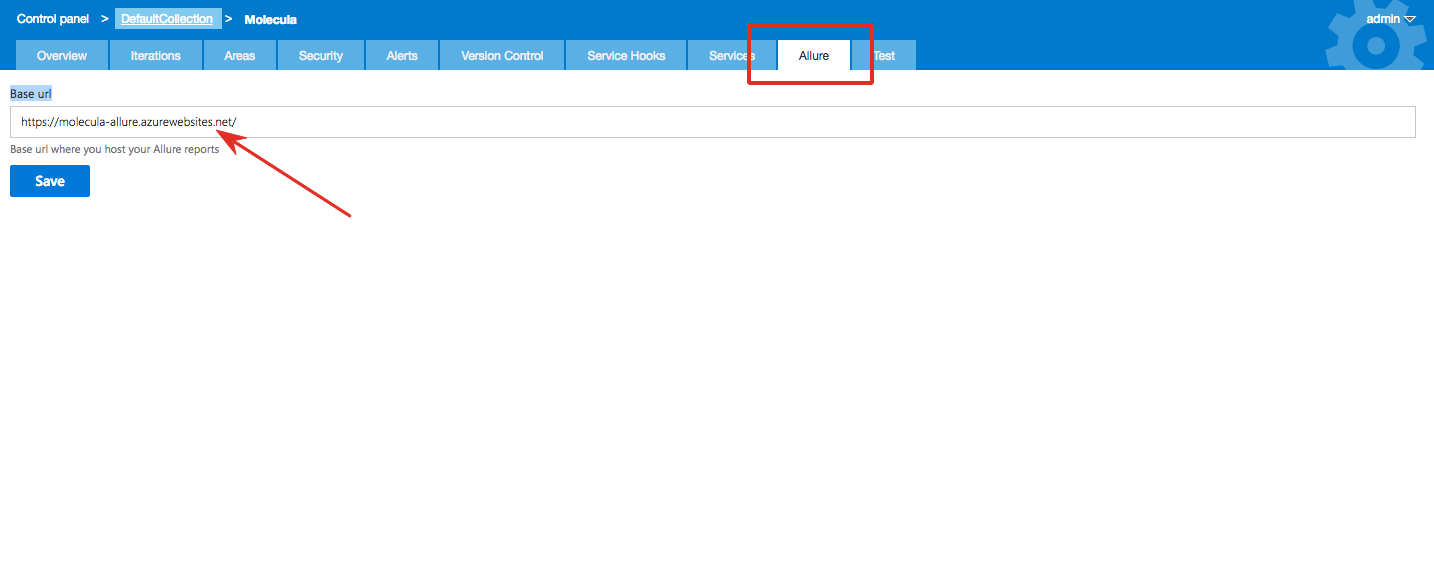 Control panel > DefaultCollection > Molecula admin
Overview Iterations Areas Security Alerts Version Control Service Hooks Services Allure Test
Base url
https://molecula-allure.azurewebsites.net/
Base url where you host your Allure reports
Save